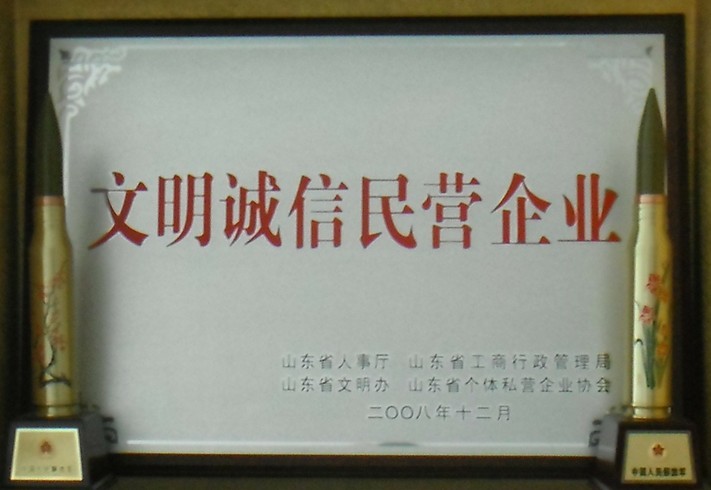 文明诚信民营企业
山东省人事厅 山东省工商行政管理局
山东省文明办 山东省个体私营企业协会
二〇〇八年十二月
中国人民解放军